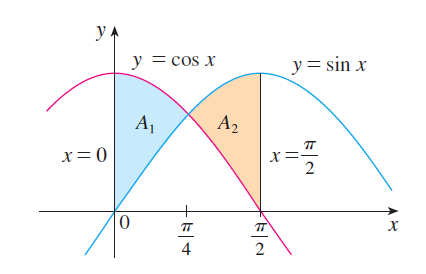 y
y = cos x
y = sin x
A₁
A₂
x = 0
x = π/2
0
π/4
π/2
x